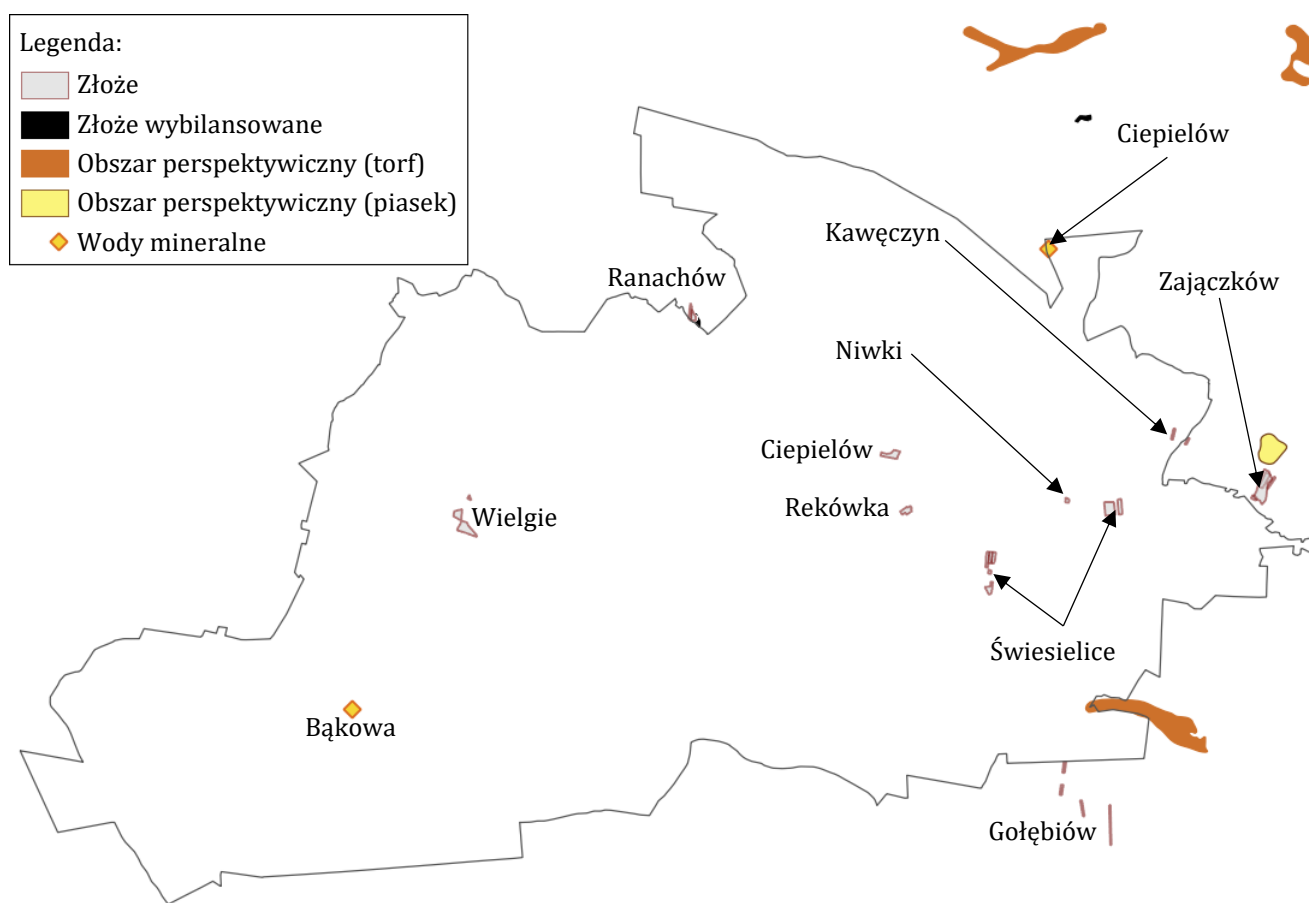 Legenda:
Złoże
Złoże wybilansowane
Obszar perspektywiczny (torf)
Obszar perspektywiczny (piasek)
Wody mineralne
Ciepielów
Kawęczyn
Ranachów
Zajączków
Niwki
Ciepielów
Rekówka
Wielgie
Świesielice
Bąkowa
Gołębiów